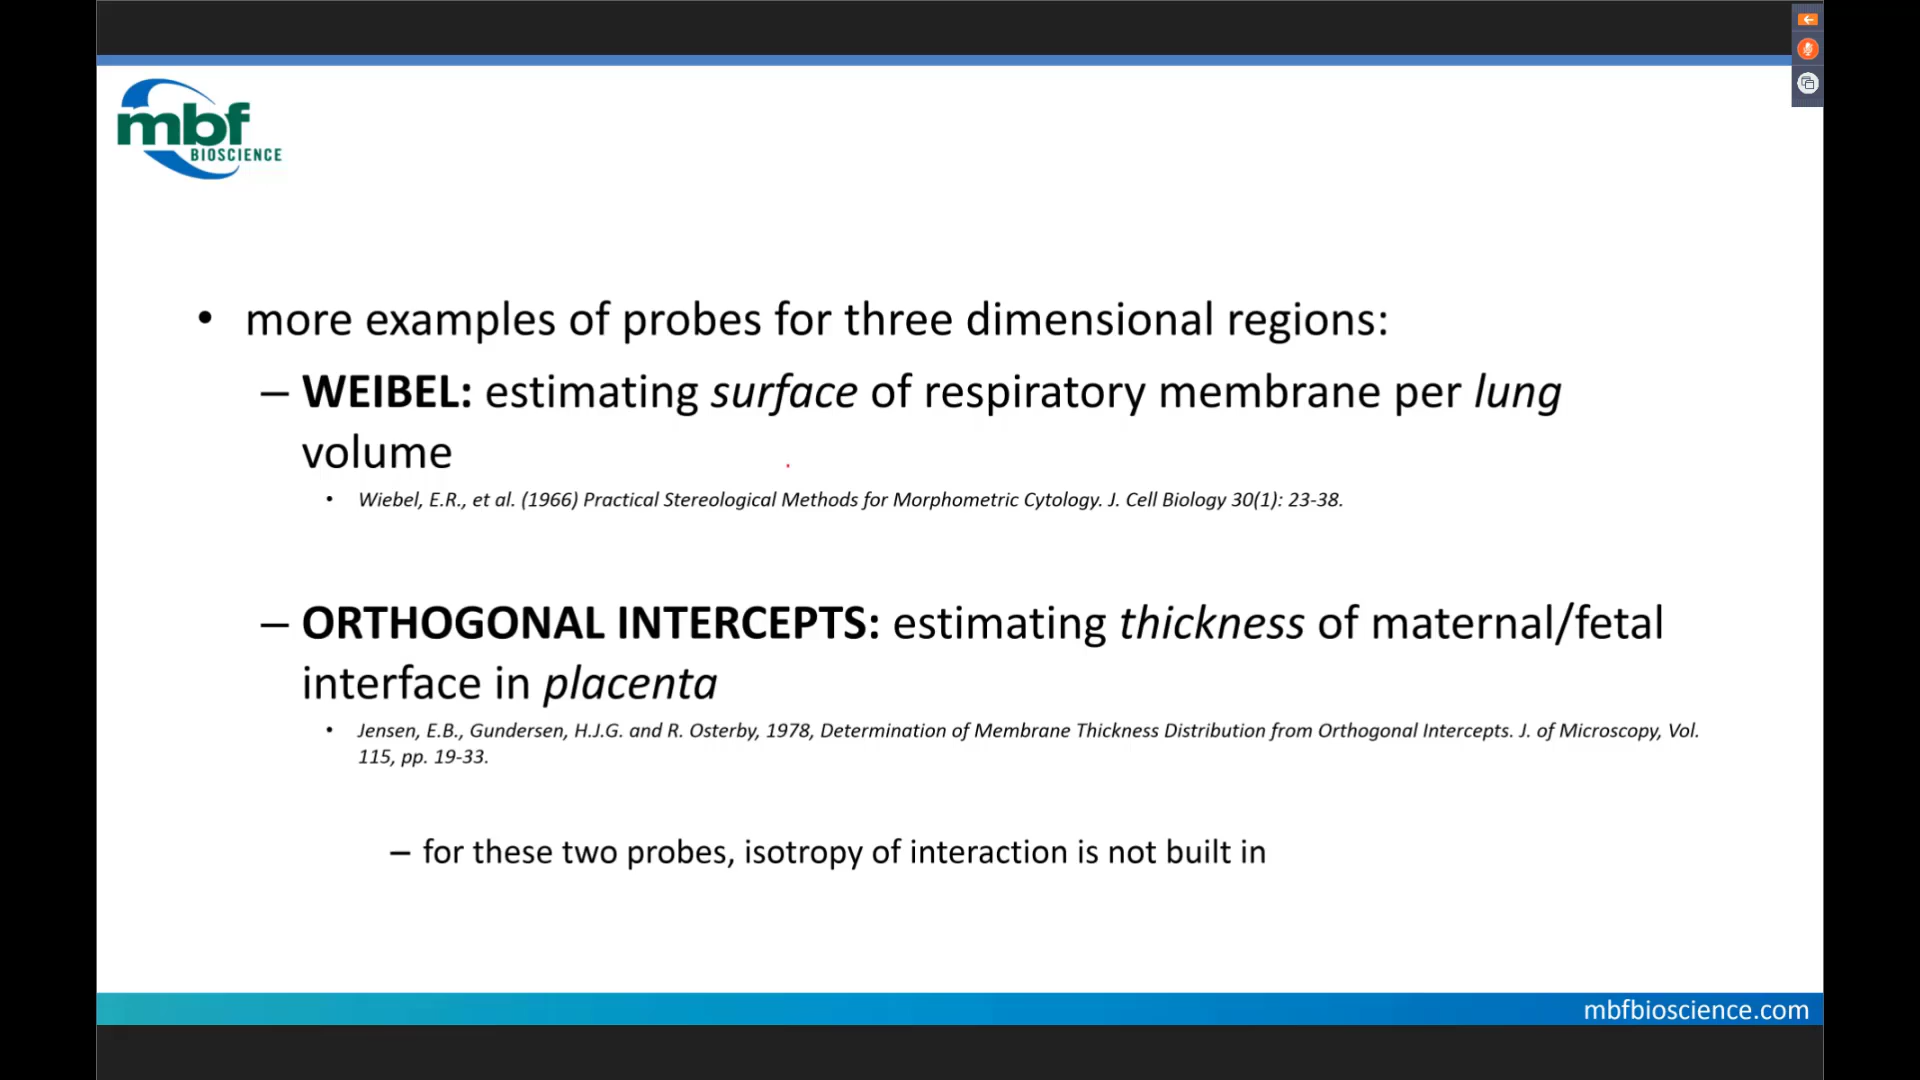 mbf
BIOSCIENCE
• more examples of probes for three dimensional regions:
– WEIBEL: estimating surface of respiratory membrane per lung
volume
• Wiebel, E.R., et al. (1966) Practical Stereological Methods for Morphometric Cytology. J. Cell Biology 30(1): 23-38.
– ORTHOGONAL INTERCEPTS: estimating thickness of maternal/fetal
interface in placenta
• Jensen, E.B., Gundersen, H.J.G. and R. Osterby, 1978, Determination of Membrane Thickness Distribution from Orthogonal Intercepts. J. of Microscopy, Vol.
115, pp. 19-33.
– for these two probes, isotropy of interaction is not built in
mbfbioscience.com